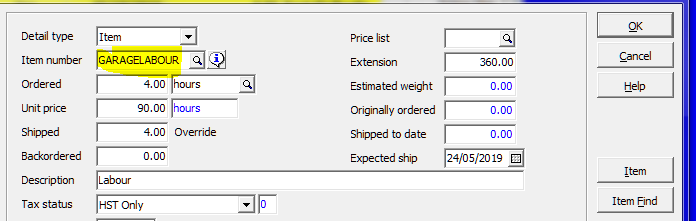 Detail type Item Price list OK
Item number GARAGELABOUR Extension 360.00 Cancel
Ordered 4.00 hours Estimated weight 0.00 Help
Unit price 90.00 hours Originally ordered 0.00
Shipped 4.00 Override Shipped to date 0.00
Backordered 0.00 Expected ship 24/05/2019
Item
Description Labour
Tax status HST Only 0 Item Find